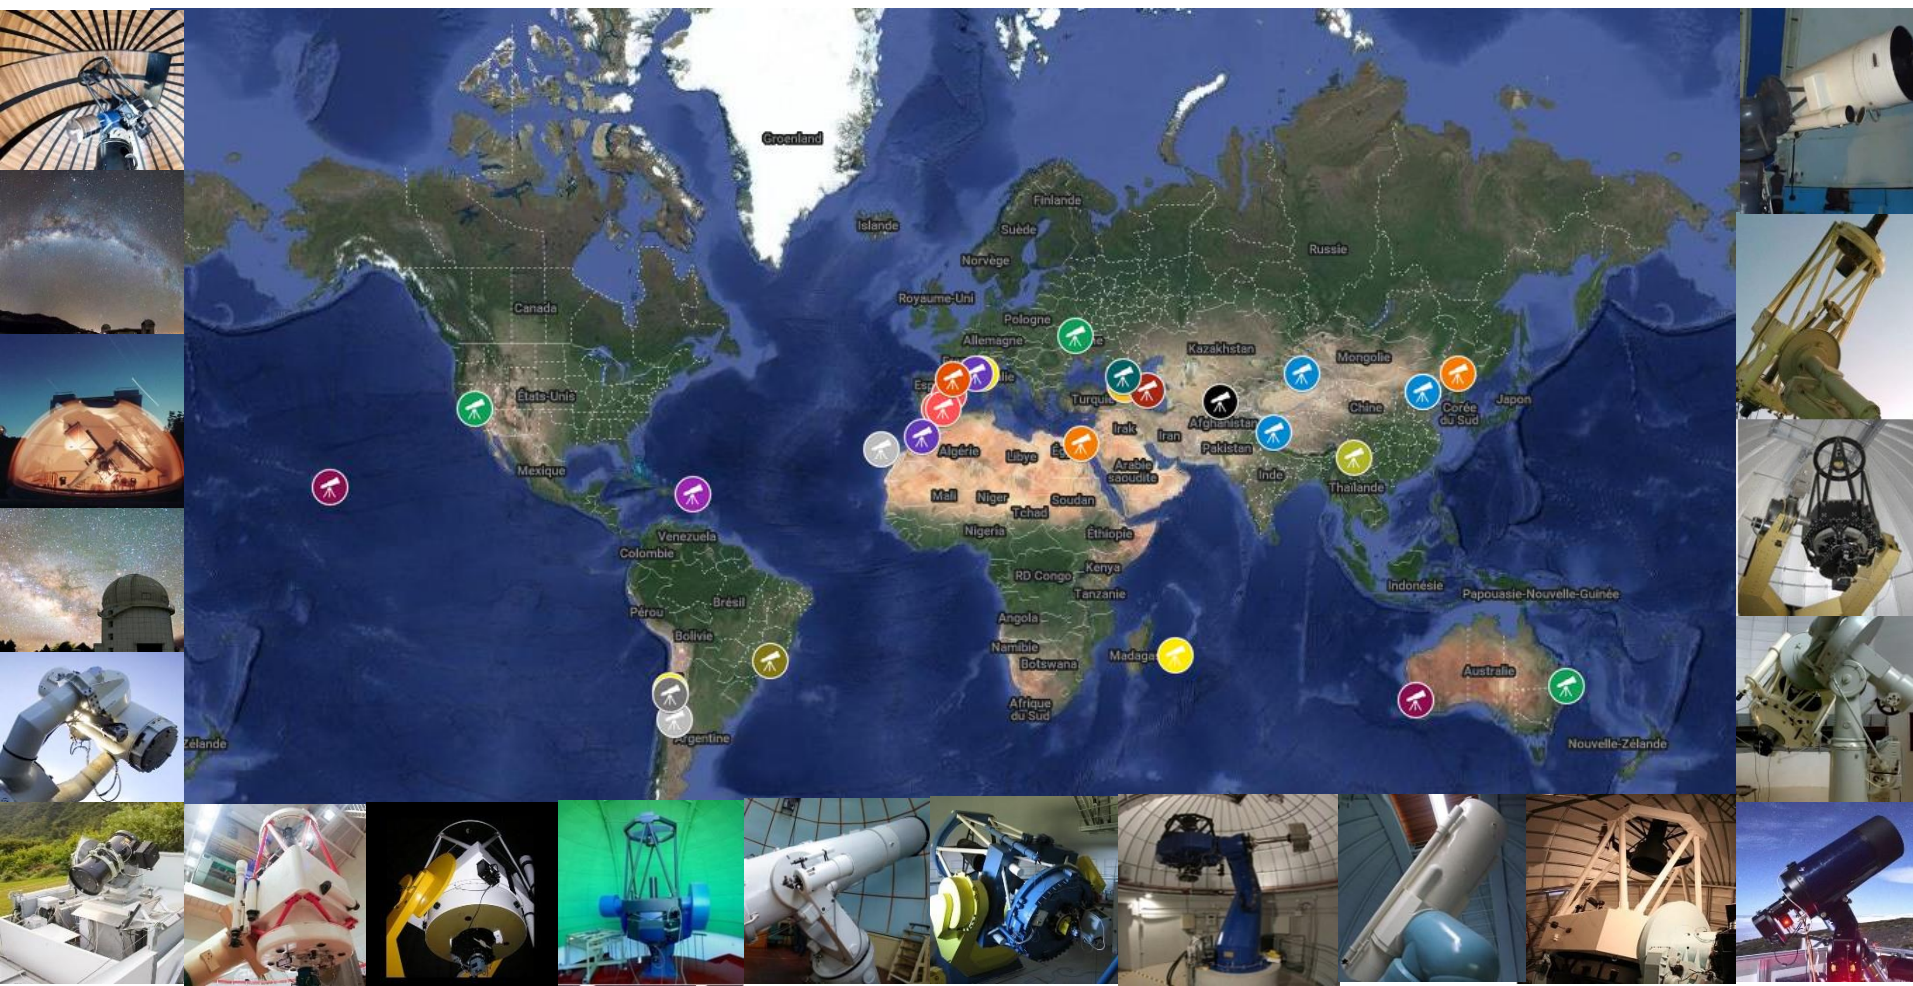 Groenland
Finlande
Islande
Suède
Russie
Norvège
Royaume-Uni
Canada
Pologne
Allemagne
Kazakhstan
Mongolie
États-Unis
Turquie
Chine
Corée
du Sud
Japon
Afghanistan
Irak
Iran
Pakistan
Algérie
Libye
Mexique
Arabie
saoudite
Inde
Thaïlande
Mali
Niger
Soudan
Tchad
Nigeria
Éthiopie
Venezuela
Colombie
RD Congo
Kenya
Tanzanie
Indonésie
Papouasie-Nouvelle-Guinée
Brésil
Pérou
Angola
Bolivie
Namibie
Botswana
Madaga
Australie
Afrique
du Sud
Zélande
Argentine
Nouvelle-Zélande